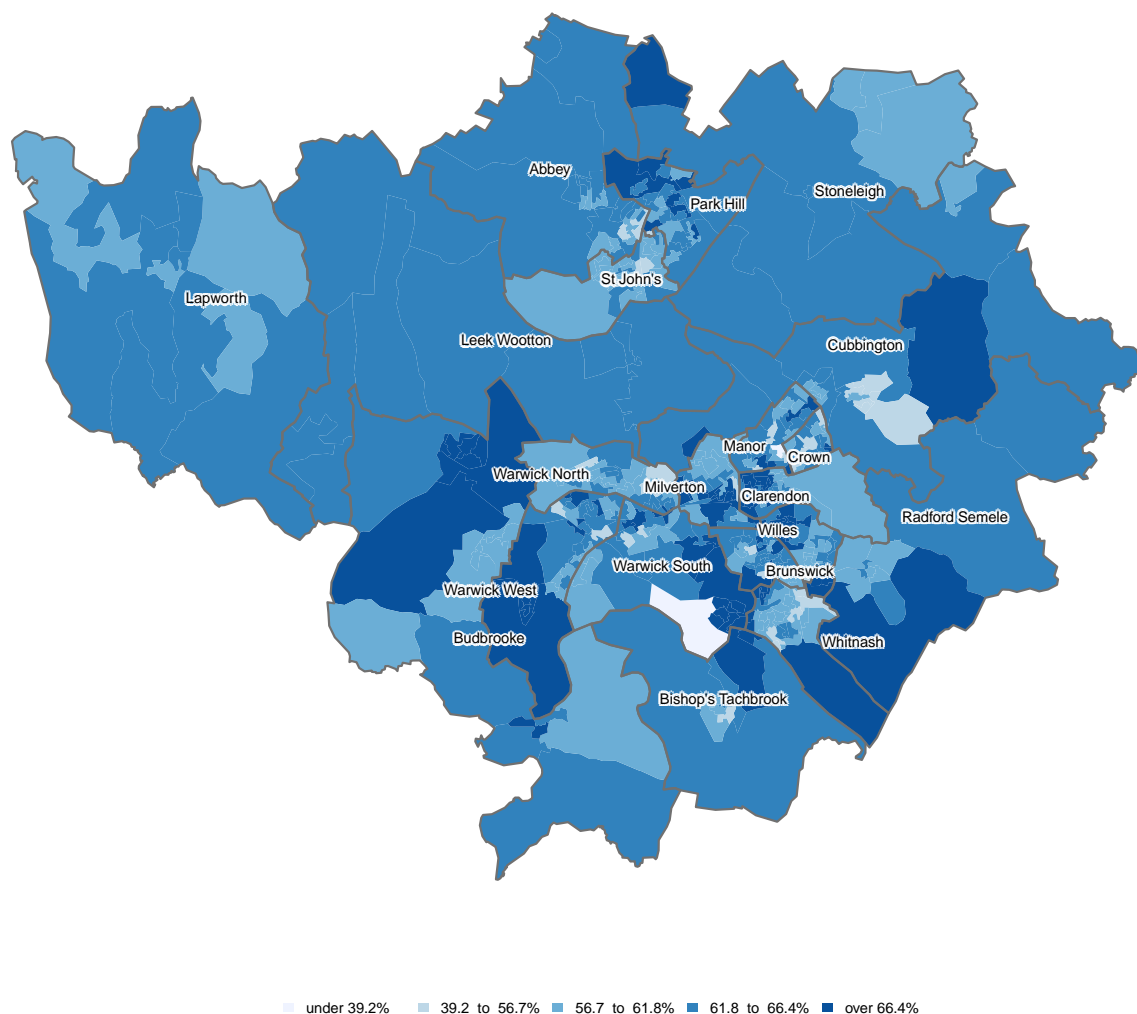 Abbey
Stoneleigh
Park Hill
St John's
Lapworth
Leek Wootton
Cubbington
Manor
Crown
Warwick North
Milverton
Clarendon
Radford Semele
Willes
Warwick South
Brunswick
Warwick West
Budbrooke
Whitnash
Bishop's Tachbrook
under 39.2% 39.2 to 56.7% 56.7 to 61.8% 61.8 to 66.4% over 66.4%